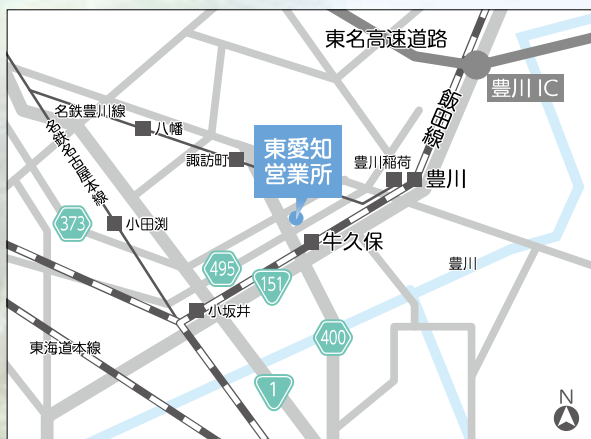 東名高速道路
豊川 IC
飯田線
名鉄豊川線
八幡
名鉄名古屋本線
諏訪町
東愛知
営業所
豊川稲荷
豊川
373
小田渕
牛久保
495
151
豊川
小坂井
400
東海道本線
1
N